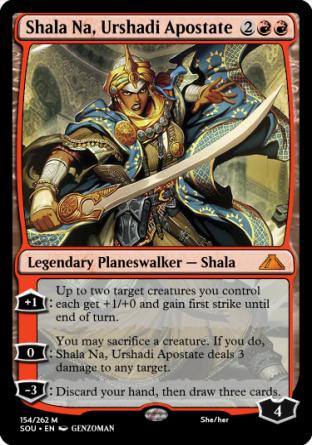 Shala Na, Urshadi Apostate 2
Legendary Planeswalker — Shala
+1: Up to two target creatures you control
each get +1/+0 and gain first strike until
end of turn.
0: You may sacrifice a creature. If you do,
Shala Na, Urshadi Apostate deals 3
damage to any target.
-3: Discard your hand, then draw three cards.
4
154/262 M She/her
SOU • EN GENZOMAN